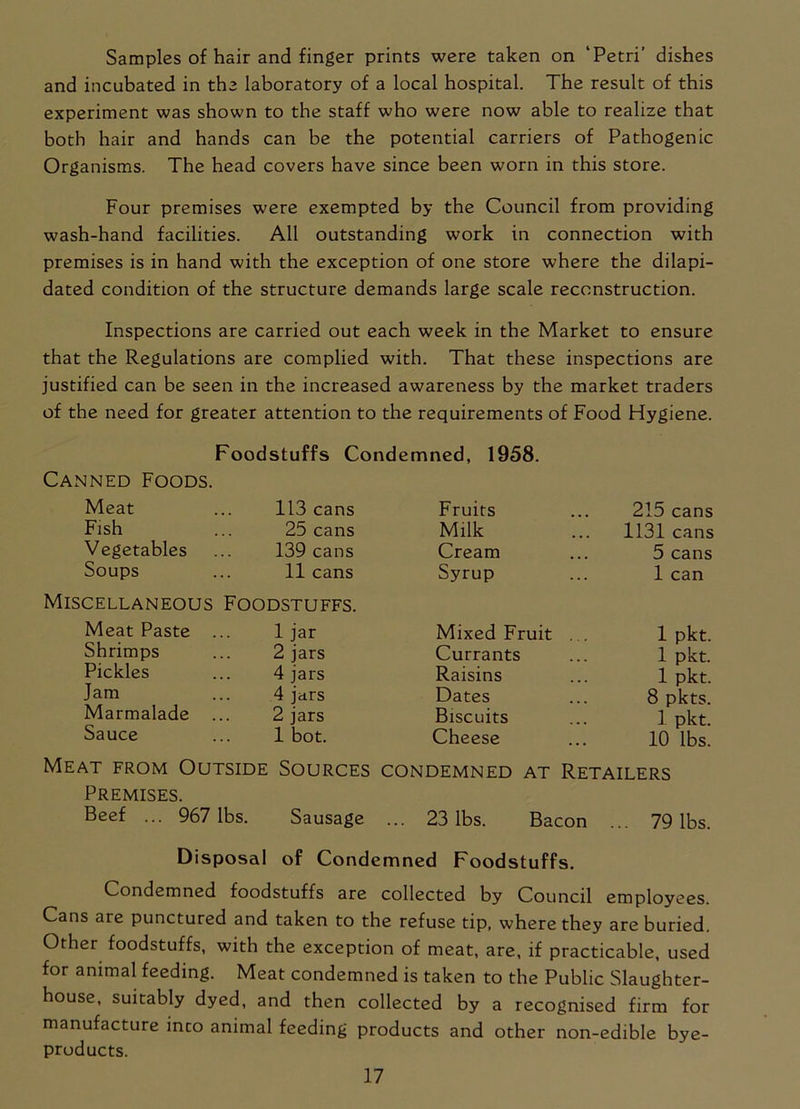 Samples of hair and finger prints were taken on ‘Petri’ dishes
and incubated in the laboratory of a local hospital. The result of this
experiment was shown to the staff who were now able to realize that
both hair and hands can be the potential carriers of Pathogenic
Organisms. The head covers have since been worn in this store.
Four premises were exempted by the Council from providing
wash-hand facilities. All outstanding work in connection with
premises is in hand with the exception of one store where the dilapi-
dated condition of the structure demands large scale reconstruction.
Inspections are carried out each week in the Market to ensure
that the Regulations are complied with. That these inspections are
justified can be seen in the increased awareness by the market traders
of the need for greater attention to the requirements of Food Hygiene.
Foodstuffs Condemned, 1958.
CANNED FOODS.
Meat ... 113 cans Fruits ... 215 cans
Fish ... 25 cans Milk ... 1131 cans
Vegetables ... 139 cans Cream ... 5 cans
Soups ... 11 cans Syrup ... 1 can
MISCELLANEOUS FOODSTUFFS.
Meat Paste ... 1 jar Mixed Fruit ... 1 pkt.
Shrimps ... 2 jars Currants ... 1 pkt.
Pickles ... 4 jars Raisins ... 1 pkt.
Jam ... 4 jars Dates ... 8 pkts.
Marmalade ... 2 jars Biscuits ... 1 pkt.
Sauce ... 1 bot. Cheese ... 10 lbs.
MEAT FROM OUTSIDE SOURCES CONDEMNED AT RETAILERS
PREMISES.
Beef ... 967 lbs. Sausage ... 23 lbs. Bacon ... 79 lbs.
Disposal of Condemned Foodstuffs.
Condemned foodstuffs are collected by Council employees.
Cans are punctured and taken to the refuse tip, where they are buried.
Other foodstuffs, with the exception of meat, are, if practicable, used
for animal feeding. Meat condemned is taken to the Public Slaughter-
house, suitably dyed, and then collected by a recognised firm for
manufacture into animal feeding products and other non-edible bye-
products.
17